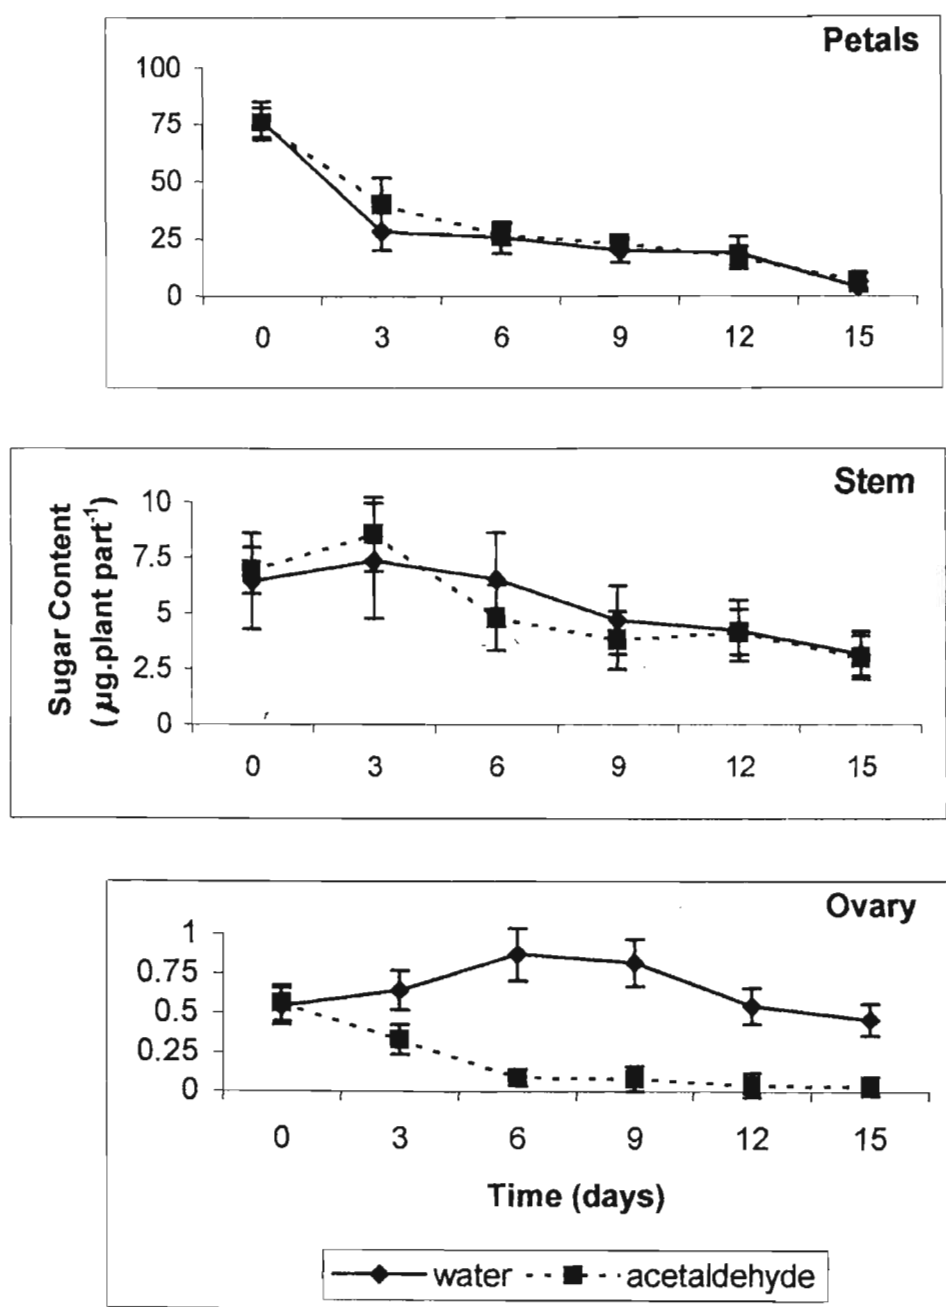 Petals
100
75
50
25
0
0 3 6 9 12 15
Stem
Sugar Content
(µg.plant part⁻¹)
10
7.5
5
2.5
0
0 3 6 9 12 15
Ovary
1
0.75
0.5
0.25
0
0 3 6 9 12 15
Time (days)
water acetaldehyde